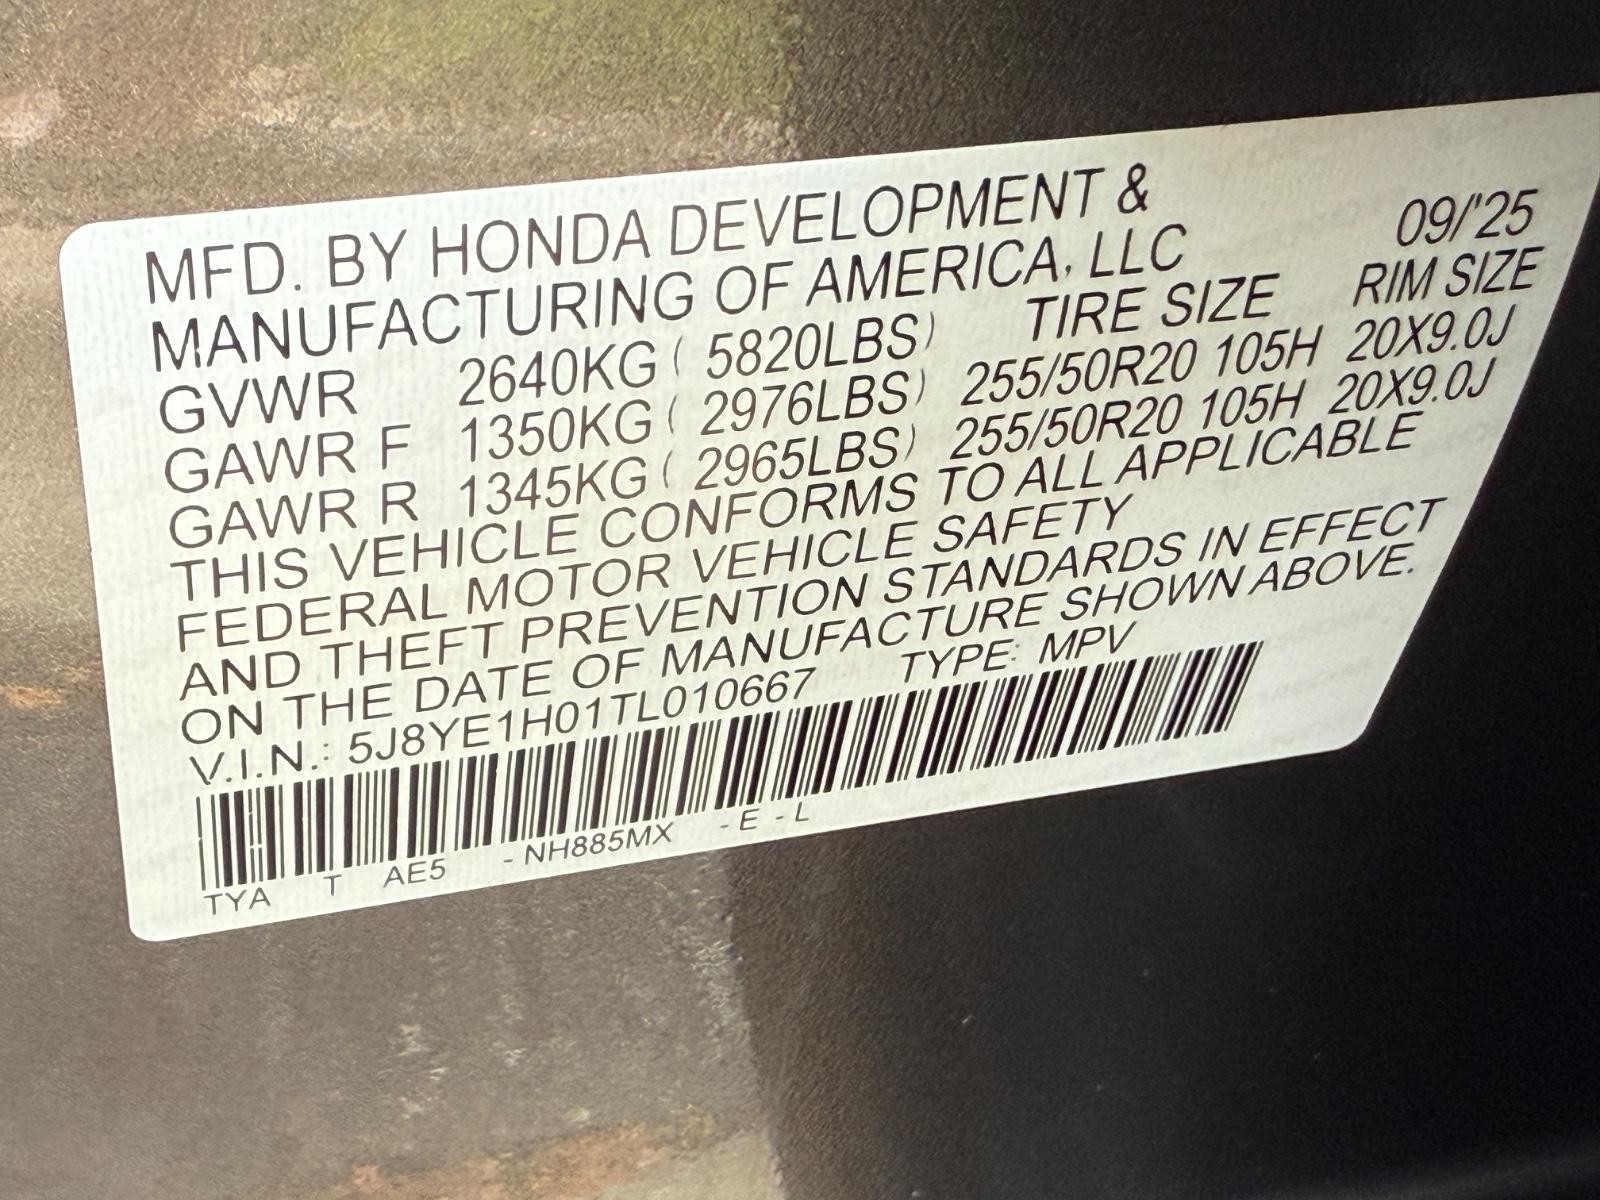 MFD. BY HONDA DEVELOPMENT &
MANUFACTURING OF AMERICA, LLC 09/'25
GVWR 2640KG ( 5820LBS) TIRE SIZE RIM SIZE
GAWR F 1350KG ( 2976LBS) 255/50R20 105H 20X9.0J
GAWR R 1345KG ( 2965LBS) 255/50R20 105H 20X9.0J
THIS VEHICLE CONFORMS TO ALL APPLICABLE
FEDERAL MOTOR VEHICLE SAFETY
AND THEFT PREVENTION STANDARDS IN EFFECT
ON THE DATE OF MANUFACTURE SHOWN ABOVE.
V.I.N.: 5J8YE1H01TL010667 TYPE: MPV
TYA T AE5 - NH885MX - E - L